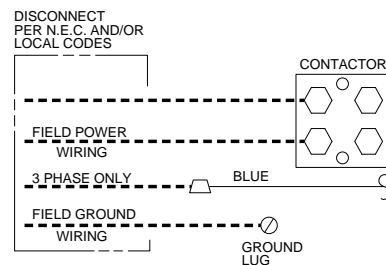 DISCONNECT
PER N.E.C. AND/OR
LOCAL CODES
CONTACTOR
FIELD POWER
WIRING
3 PHASE ONLY
BLUE
FIELD GROUND
WIRING
GROUND
LUG